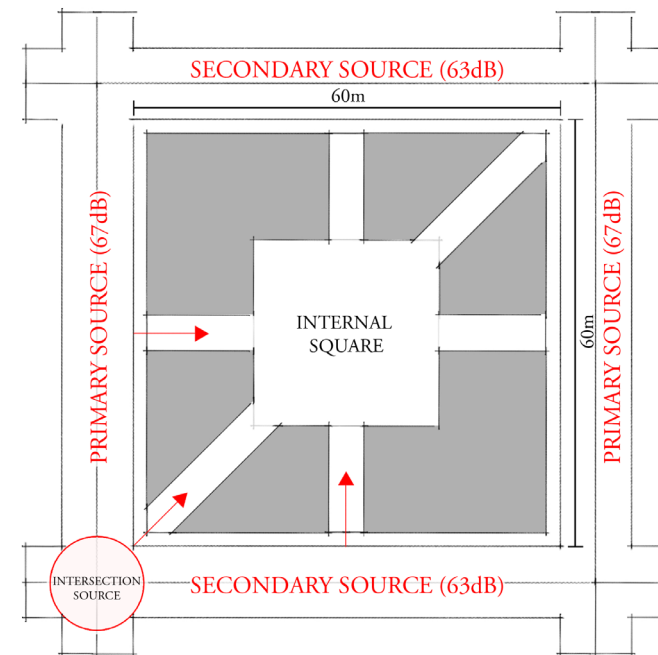 SECONDARY SOURCE (63dB)
60m
PRIMARY SOURCE (67dB)
INTERNAL
SQUARE
60m
PRIMARY SOURCE (67dB)
INTERSECTION
SOURCE
SECONDARY SOURCE (63dB)